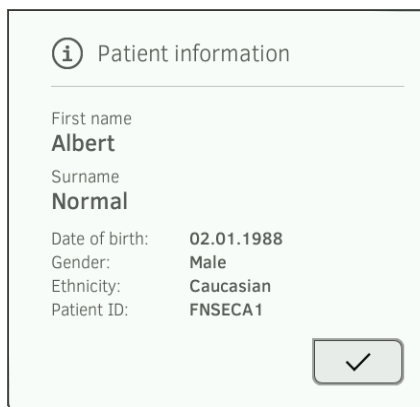 Patient information
First name
Albert
Surname
Normal
Date of birth: 02.01.1988
Gender: Male
Ethnicity: Caucasian
Patient ID: FNSECA1